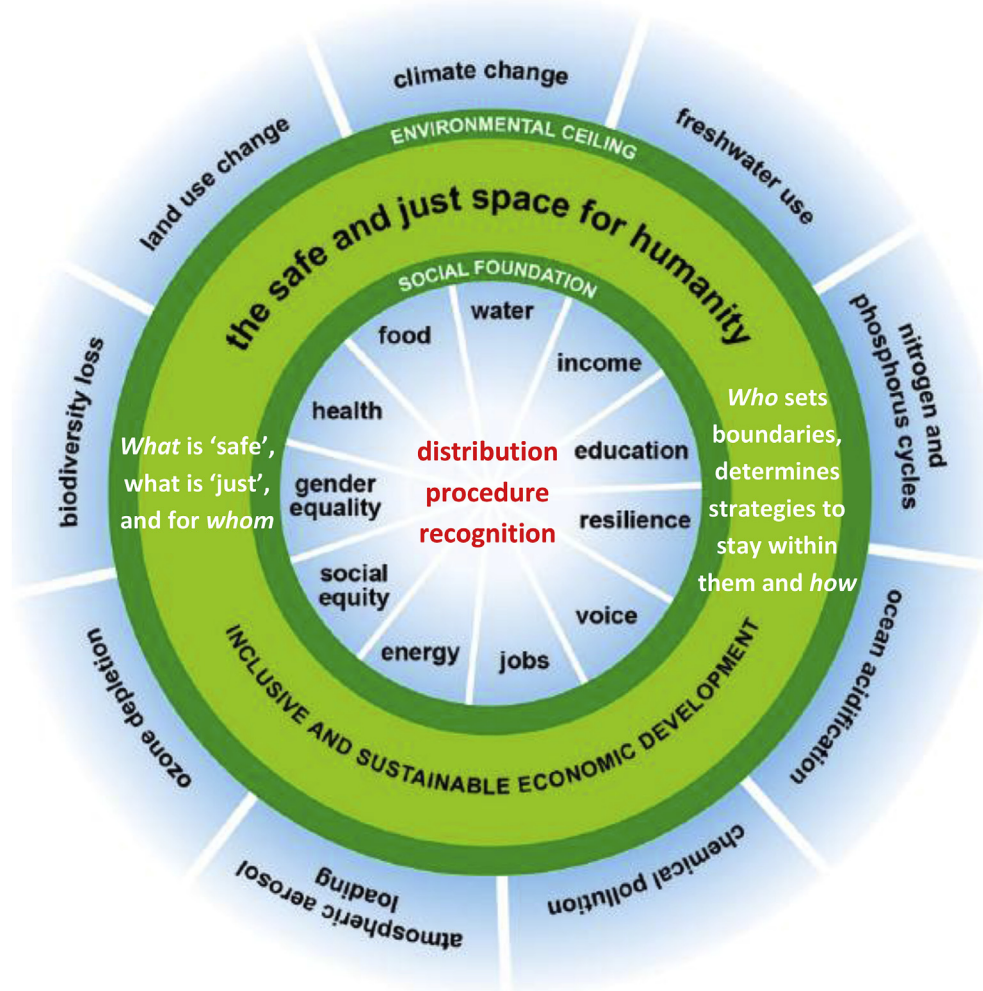 climate change
freshwater use
nitrogen and
phosphorus cycles
ocean acidification
chemical pollution
atmospheric aerosol
loading
ozone depletion
biodiversity loss
land use change
ENVIRONMENTAL CEILING
the safe and just space for humanity
SOCIAL FOUNDATION
water
income
education
resilience
voice
jobs
energy
social
equity
gender
equality
health
food
distribution
procedure
recognition
What is ‘safe’,
what is ‘just’,
and for whom
Who sets
boundaries,
determines
strategies to
stay within
them and how
INCLUSIVE AND SUSTAINABLE ECONOMIC DEVELOPMENT